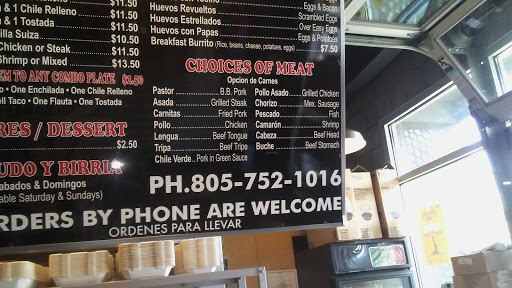 $11.50
& 1 Chile Relleno $11.50
& 1 Tostada $11.50
illa Suiza $10.50
Chicken or Steak $11.50
Shrimp or Mixed $13.50
EM TO ANY COMBO PLATE $2.50
One Enchilada • One Chile Relleno
ell Taco • One Flauta • One Tostada
RES / DESSERT
$2.50
UDO Y BIRRIA
abados & Domingos
able Saturday & Sundays)
Eggs & Bacon
Huevos Revueltos Scrambled Eggs
Huevos Estrellados Over Easy Eggs
Huevos con Papas Eggs & Potatoes
Breakfast Burrito (Rice, beans, cheese, potatoes, eggs) $7.50
CHOICES OF MEAT
Opcion de Carnes
Pastor B.B. Pork
Asada Grilled Steak
Carnitas Fried Pork
Pollo Chicken
Lengua Beef Tongue
Tripa Beef Tripe
Chile Verde Pork in Green Sauce
Pollo Asado Grilled Chicken
Chorizo Mex. Sausage
Pescado Fish
Camarón Shrimp
Cabeza Beef Head
Buche Beef Stomach
PH.805-752-1016
RDERS BY PHONE ARE WELCOME
ORDENES PARA LLEVAR